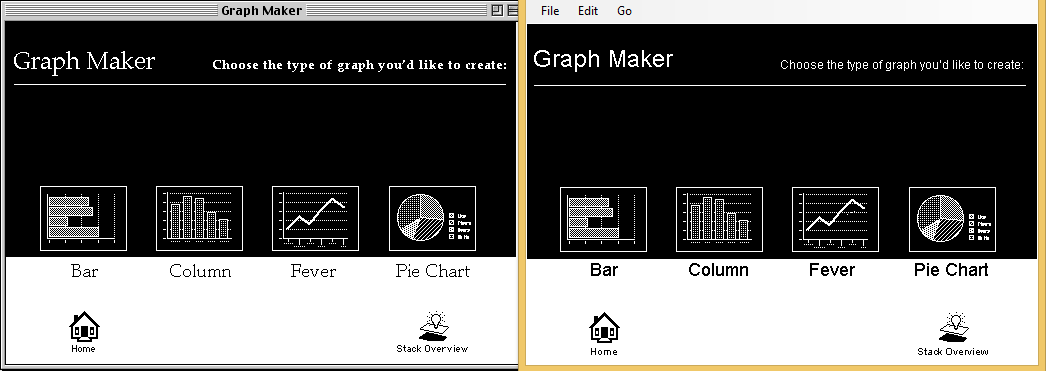 Graph Maker
Graph Maker
Choose the type of graph you'd like to create:
Bar
Column
Fever
Pie Chart
Home
Stack Overview
File Edit Go
Graph Maker
Choose the type of graph you'd like to create:
Bar
Column
Fever
Pie Chart
Home
Stack Overview